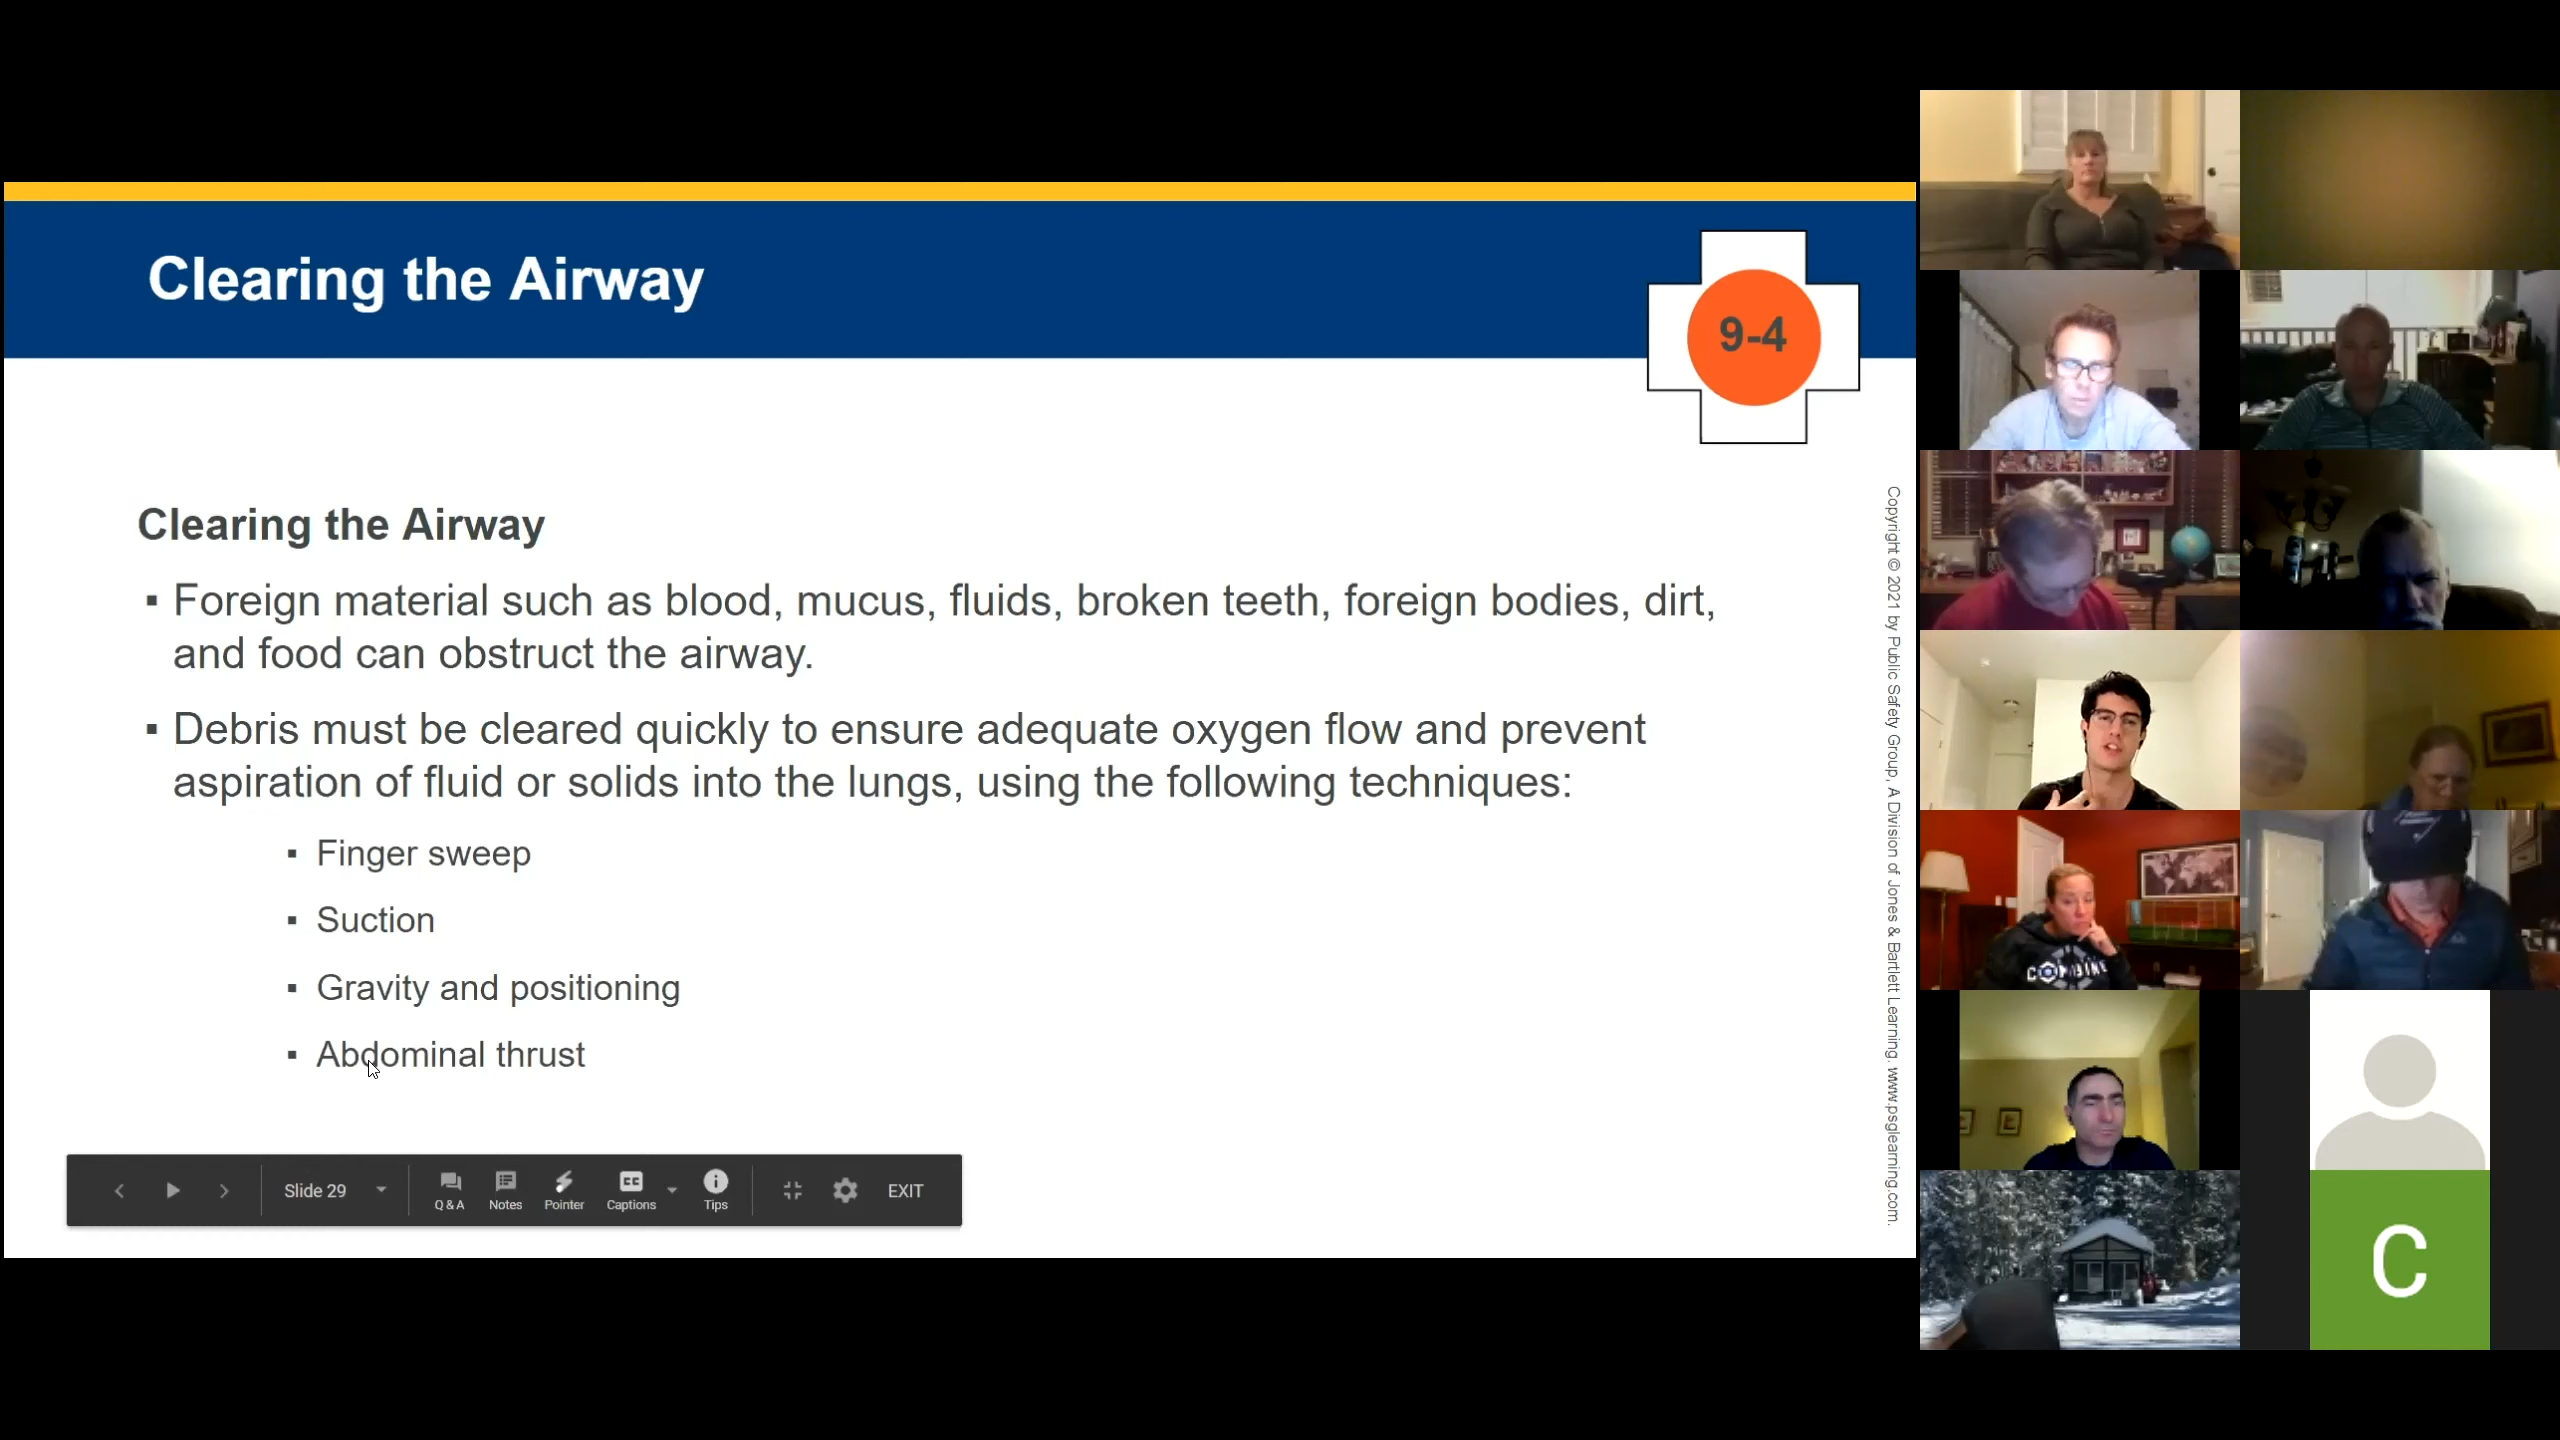 Clearing the Airway
9-4
Clearing the Airway
▪ Foreign material such as blood, mucus, fluids, broken teeth, foreign bodies, dirt,
and food can obstruct the airway.
▪ Debris must be cleared quickly to ensure adequate oxygen flow and prevent
aspiration of fluid or solids into the lungs, using the following techniques:
▪ Finger sweep
▪ Suction
▪ Gravity and positioning
▪ Abdominal thrust
Copyright © 2021 by Public Safety Group, A Division of Jones & Bartlett Learning. www.psglearning.com.
Slide 29
Q & A
Notes
Pointer
CC
Captions
Tips
EXIT
COMBINE
C